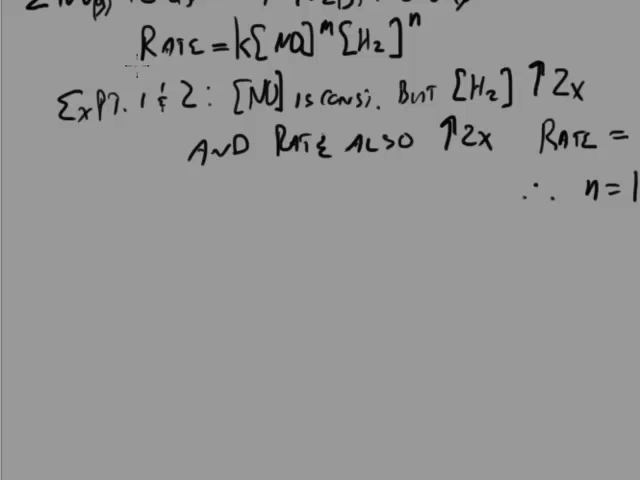 RATE = k[NO]^m[H₂]^n
EXPT. 1 & 2: [NO] IS CONST. BUT [H₂] ↑ 2x
AND RATE ALSO ↑2x RATE =
∴ n = 1